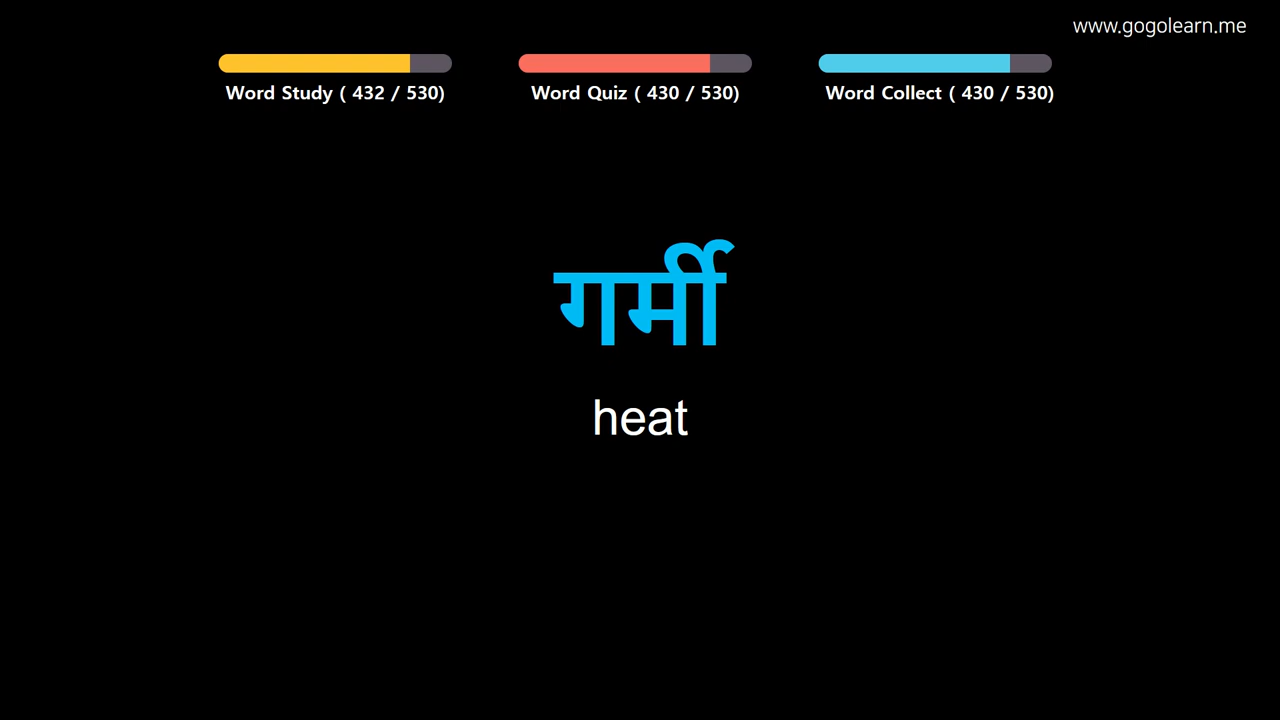 www.gogolearn.me
Word Study ( 432 / 530)
Word Quiz ( 430 / 530)
Word Collect ( 430 / 530)
गर्मी
heat